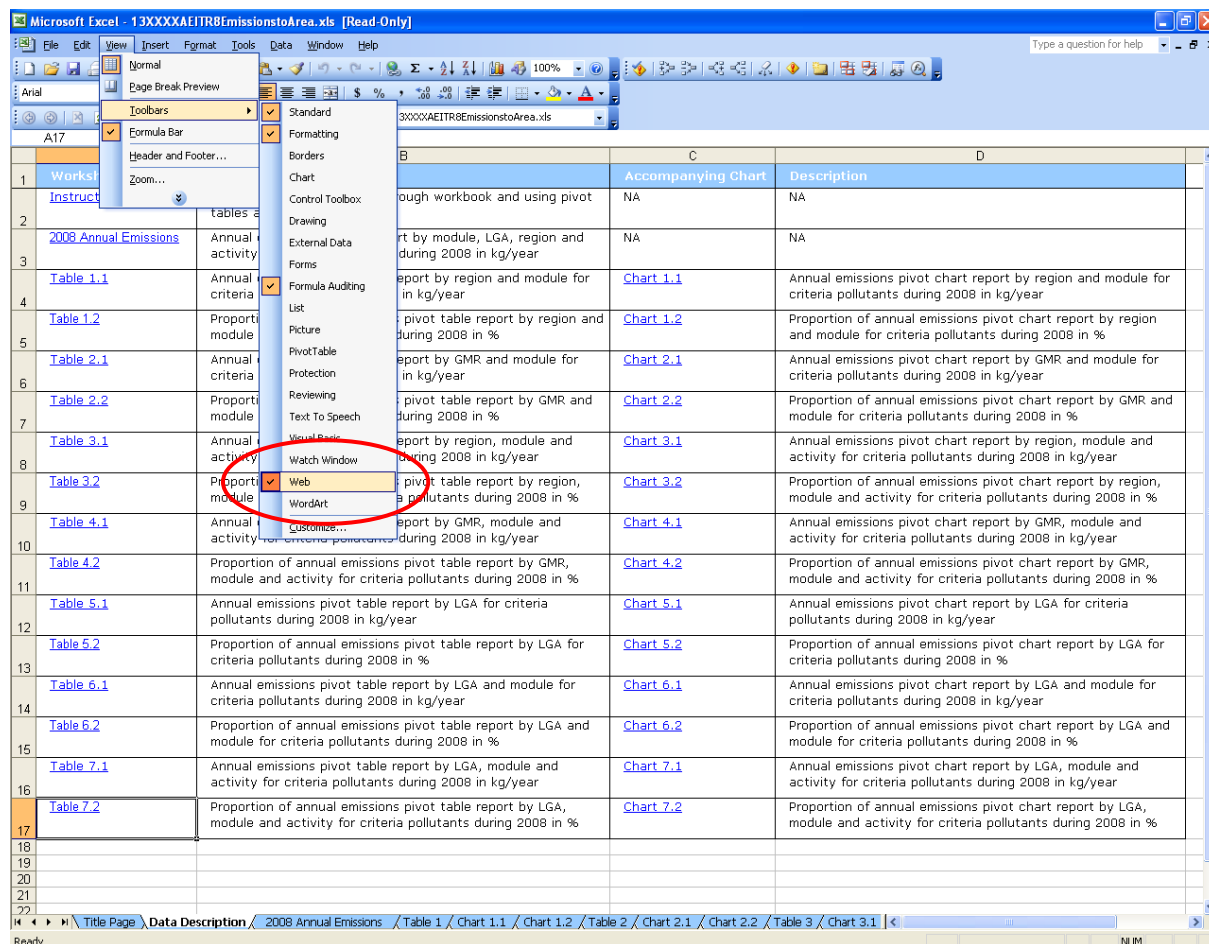 Microsoft Excel - 13XXXXAEITR8EmissionstoArea.xls [Read-Only]
File Edit View Insert Format Tools Data Window Help
Type a question for help
Normal
Page Break Preview
Toolbars
Formula Bar
Header and Footer...
Zoom...
100%
Arial
$ % ,
3XXXXAEITR8EmissionstoArea.xls
A17
Standard
Formatting
Borders
Chart
Control Toolbox
Drawing
External Data
Forms
Formula Auditing
List
Picture
PivotTable
Protection
Reviewing
Text To Speech
Visual Basic
Watch Window
Web
WordArt
Customize...
B C D
1 Worksh Accompanying Chart Description
2 Instruct ough workbook and using pivot NA NA
tables a
3 2008 Annual Emissions Annual rt by module, LGA, region and NA NA
activity during 2008 in kg/year
4 Table 1.1 Annual eport by region and module for Chart 1.1 Annual emissions pivot chart report by region and module for
criteria in kg/year criteria pollutants during 2008 in kg/year
5 Table 1.2 Proporti pivot table report by region and Chart 1.2 Proportion of annual emissions pivot chart report by region
module during 2008 in % and module for criteria pollutants during 2008 in %
6 Table 2.1 Annual eport by GMR and module for Chart 2.1 Annual emissions pivot chart report by GMR and module for
criteria in kg/year criteria pollutants during 2008 in kg/year
7 Table 2.2 Proporti pivot table report by GMR and Chart 2.2 Proportion of annual emissions pivot chart report by GMR and
module during 2008 in % module for criteria pollutants during 2008 in %
8 Table 3.1 Annual eport by region, module and Chart 3.1 Annual emissions pivot chart report by region, module and
activity during 2008 in kg/year activity for criteria pollutants during 2008 in kg/year
9 Table 3.2 Proporti pivot table report by region, Chart 3.2 Proportion of annual emissions pivot chart report by region,
module a pollutants during 2008 in % module and activity for criteria pollutants during 2008 in %
10 Table 4.1 Annual eport by GMR, module and Chart 4.1 Annual emissions pivot chart report by GMR, module and
activity for criteria pollutants during 2008 in kg/year activity for criteria pollutants during 2008 in kg/year
11 Table 4.2 Proportion of annual emissions pivot table report by GMR, Chart 4.2 Proportion of annual emissions pivot chart report by GMR,
module and activity for criteria pollutants during 2008 in % module and activity for criteria pollutants during 2008 in %
12 Table 5.1 Annual emissions pivot table report by LGA for criteria Chart 5.1 Annual emissions pivot chart report by LGA for criteria
pollutants during 2008 in kg/year pollutants during 2008 in kg/year
13 Table 5.2 Proportion of annual emissions pivot table report by LGA for Chart 5.2 Proportion of annual emissions pivot chart report by LGA for
criteria pollutants during 2008 in % criteria pollutants during 2008 in %
14 Table 6.1 Annual emissions pivot table report by LGA and module for Chart 6.1 Annual emissions pivot chart report by LGA and module for
criteria pollutants during 2008 in kg/year criteria pollutants during 2008 in kg/year
15 Table 6.2 Proportion of annual emissions pivot table report by LGA and Chart 6.2 Proportion of annual emissions pivot chart report by LGA and
module for criteria pollutants during 2008 in % module for criteria pollutants during 2008 in %
16 Table 7.1 Annual emissions pivot table report by LGA, module and Chart 7.1 Annual emissions pivot chart report by LGA, module and
activity for criteria pollutants during 2008 in kg/year activity for criteria pollutants during 2008 in kg/year
17 Table 7.2 Proportion of annual emissions pivot table report by LGA, Chart 7.2 Proportion of annual emissions pivot chart report by LGA,
module and activity for criteria pollutants during 2008 in % module and activity for criteria pollutants during 2008 in %
18
19
20
21
22
Title Page Data Description 2008 Annual Emissions Table 1 Chart 1.1 Chart 1.2 Table 2 Chart 2.1 Chart 2.2 Table 3 Chart 3.1
Ready NUM